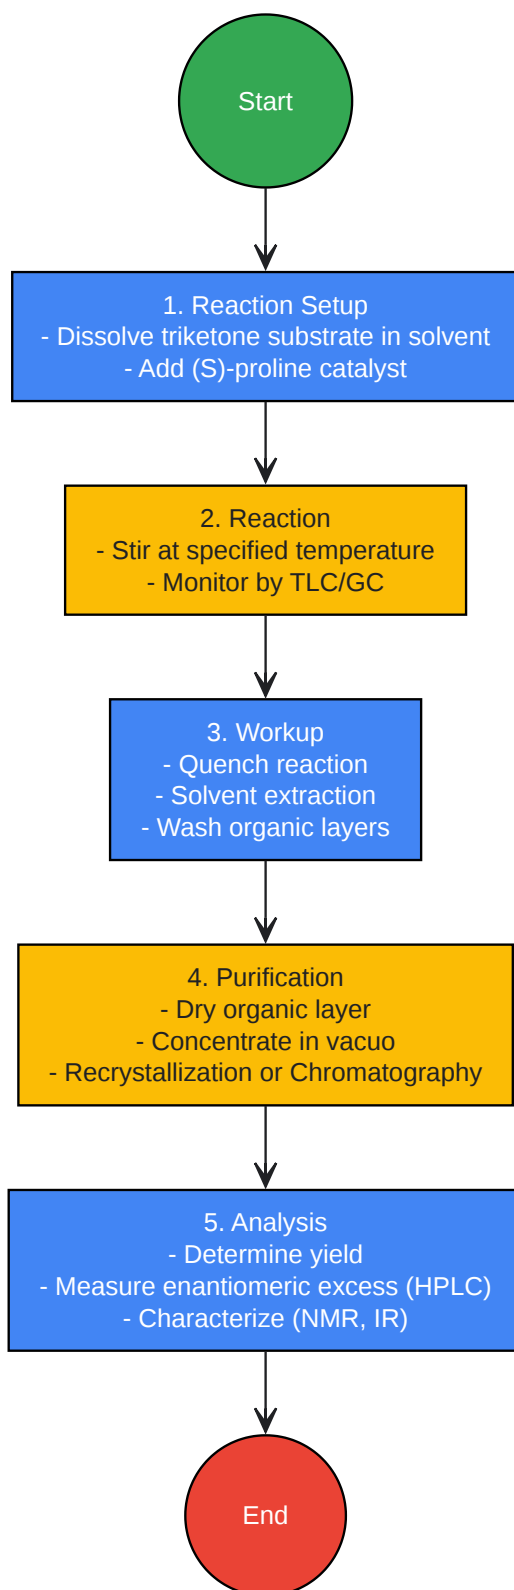 Start
1. Reaction Setup
- Dissolve triketone substrate in solvent
- Add (S)-proline catalyst
2. Reaction
- Stir at specified temperature
- Monitor by TLC/GC
3. Workup
- Quench reaction
- Solvent extraction
- Wash organic layers
4. Purification
- Dry organic layer
- Concentrate in vacuo
- Recrystallization or Chromatography
5. Analysis
- Determine yield
- Measure enantiomeric excess (HPLC)
- Characterize (NMR, IR)
End